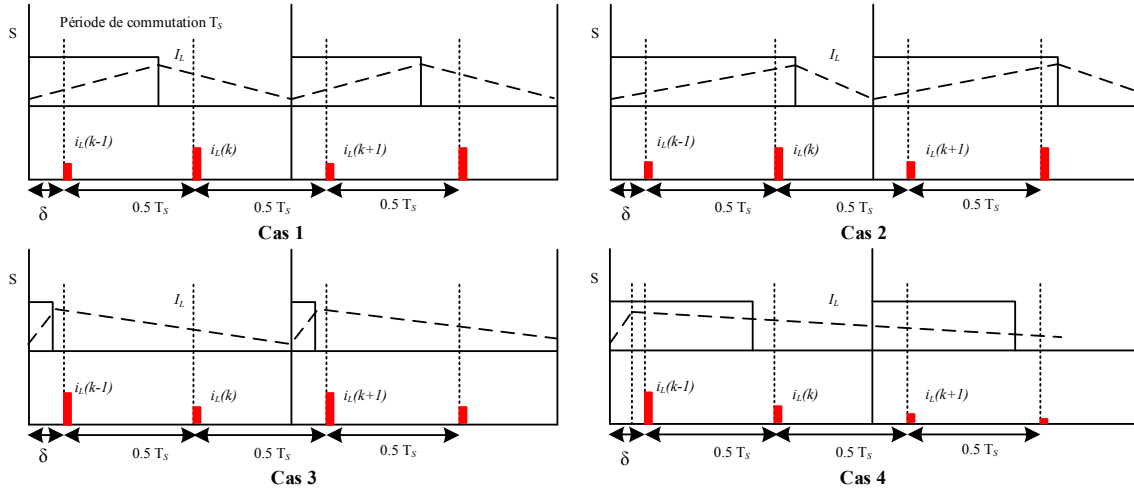 Période de commutation T_S
S
I_L
i_L(k-1)
i_L(k)
i_L(k+1)
δ
0.5 T_S
0.5 T_S
0.5 T_S
Cas 1
S
I_L
i_L(k-1)
i_L(k)
i_L(k+1)
δ
0.5 T_S
0.5 T_S
0.5 T_S
Cas 2
S
I_L
i_L(k-1)
i_L(k)
i_L(k+1)
δ
0.5 T_S
0.5 T_S
0.5 T_S
Cas 3
S
I_L
i_L(k-1)
i_L(k)
i_L(k+1)
δ
0.5 T_S
0.5 T_S
0.5 T_S
Cas 4